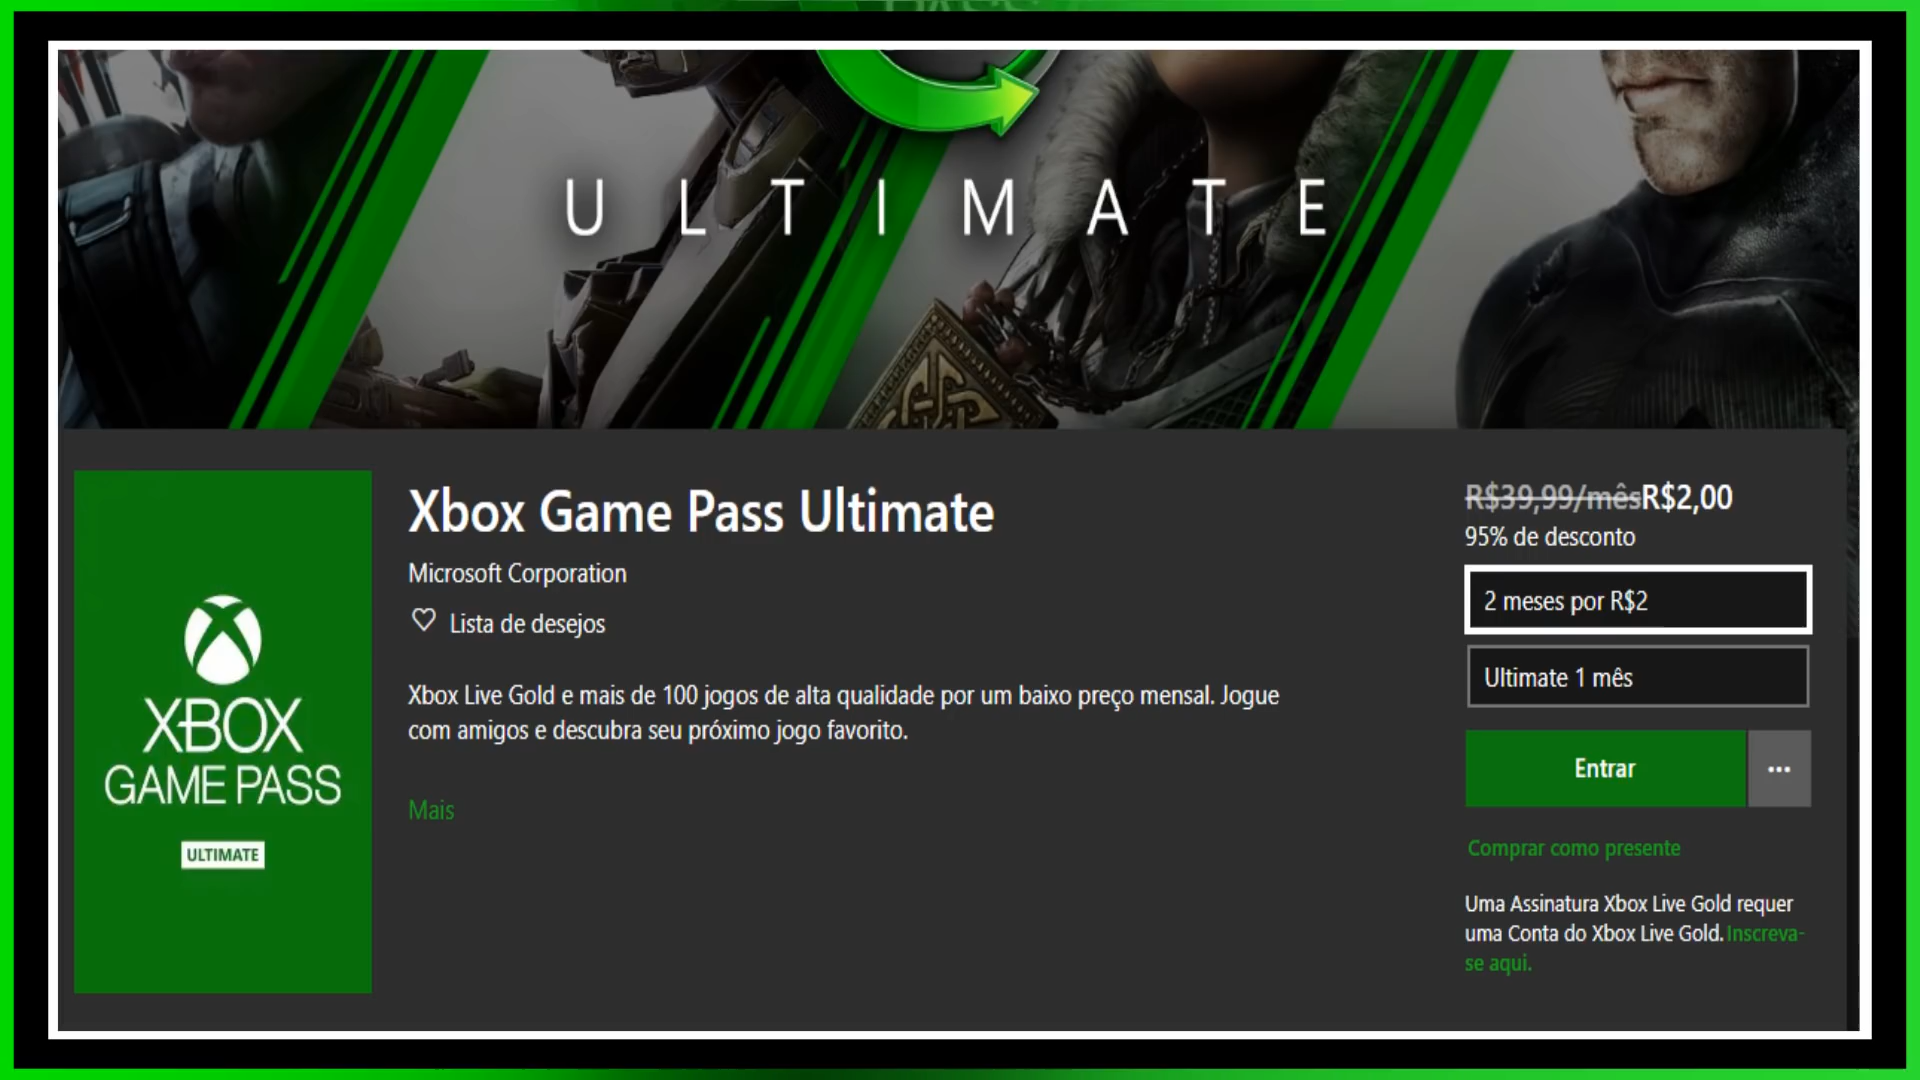 ULTIMATE
Xbox Game Pass Ultimate
Microsoft Corporation
Lista de desejos
Xbox Live Gold e mais de 100 jogos de alta qualidade por um baixo preço mensal. Jogue
com amigos e descubra seu próximo jogo favorito.
Mais
XBOX
GAME PASS
ULTIMATE
R$39,99/mêsR$2,00
95% de desconto
2 meses por R$2
Ultimate 1 mês
Entrar
Comprar como presente
Uma Assinatura Xbox Live Gold requer
uma Conta do Xbox Live Gold. Inscreva-
se aqui.